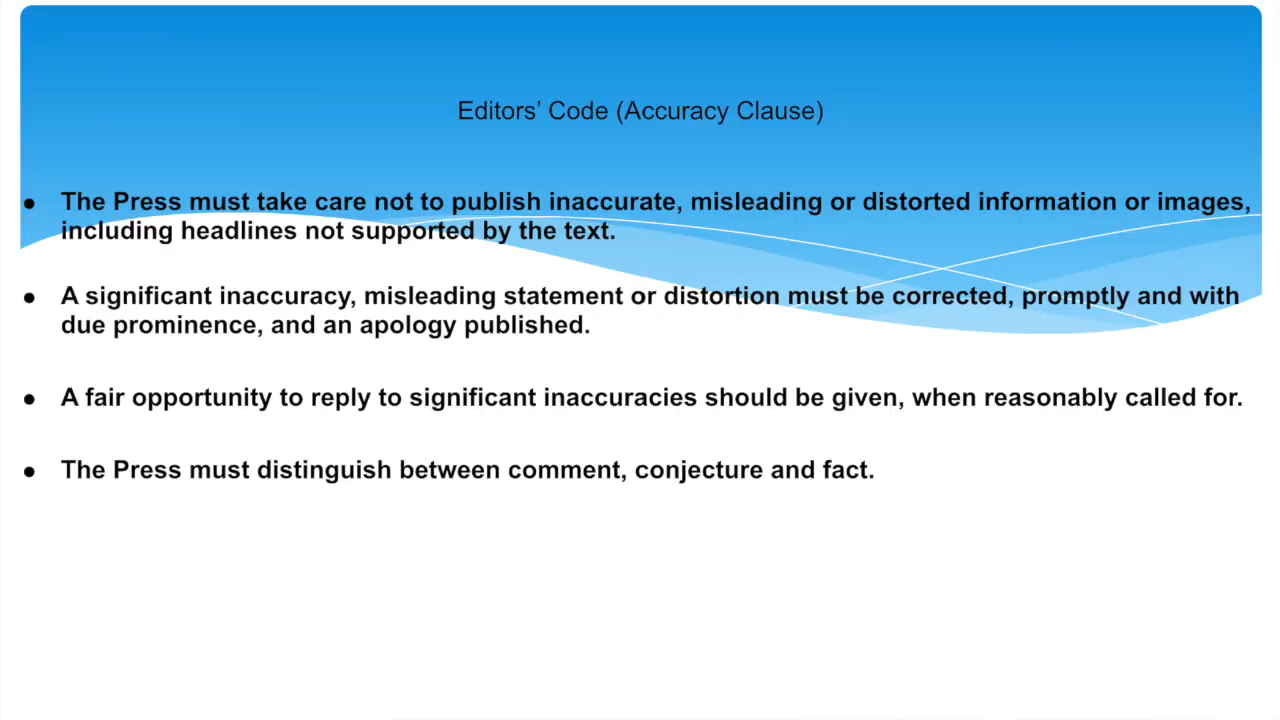 Editors’ Code (Accuracy Clause)
● The Press must take care not to publish inaccurate, misleading or distorted information or images,
including headlines not supported by the text.
● A significant inaccuracy, misleading statement or distortion must be corrected, promptly and with
due prominence, and an apology published.
● A fair opportunity to reply to significant inaccuracies should be given, when reasonably called for.
● The Press must distinguish between comment, conjecture and fact.